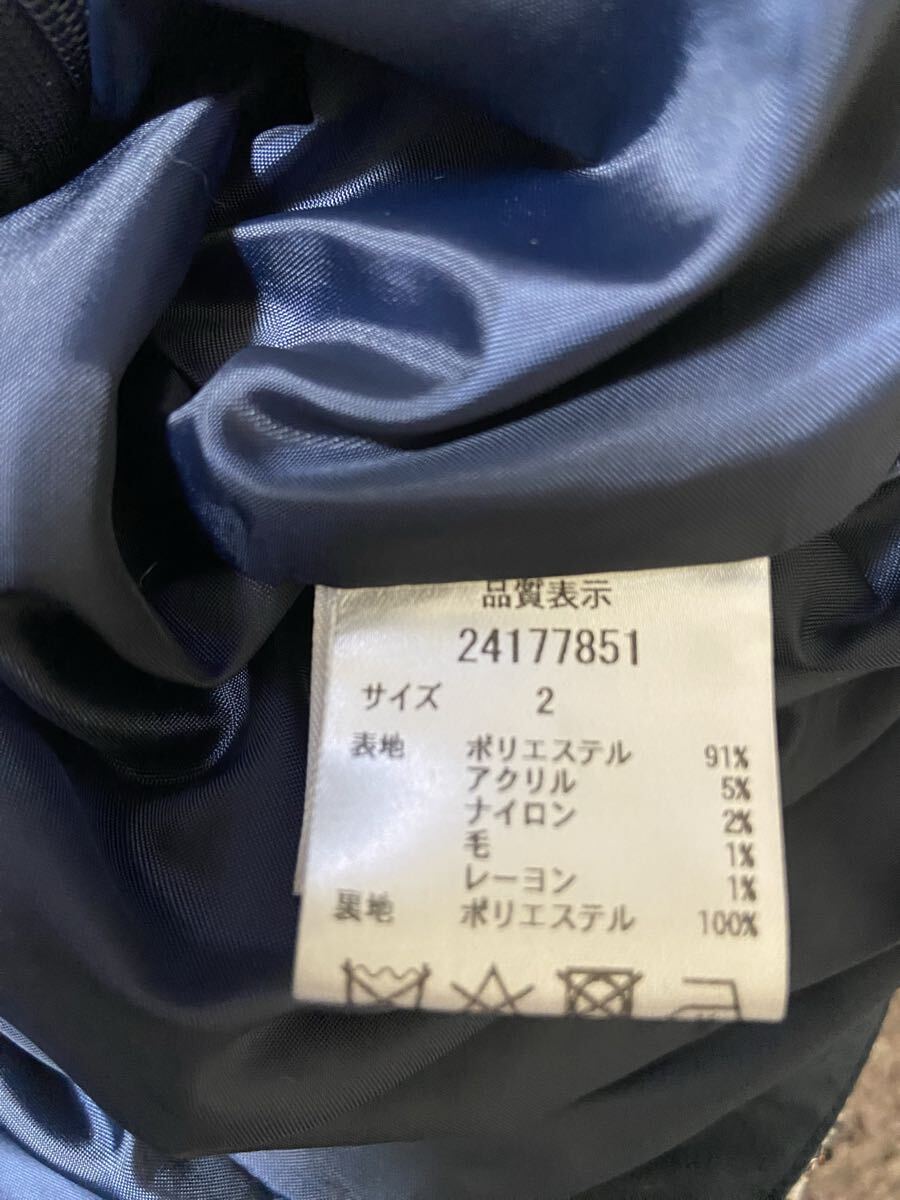 品質表示
24177851
サイズ 2
表地 ポリエステル 91%
アクリル 5%
ナイロン 2%
毛 1%
レーヨン 1%
裏地 ポリエステル 100%